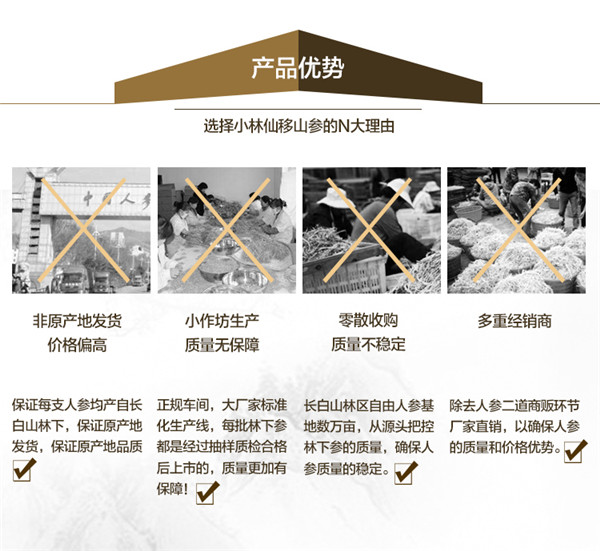 产品优势
选择小林仙移山参的N大理由
中国人参
非原产地发货
价格偏高
小作坊生产
质量无保障
零散收购
质量不稳定
多重经销商
保证每支人参均产自长
白山林下，保证原产地
发货，保证原产地品质
正规车间，大厂家标准
化生产线，每批林下参
都是经过抽样质检合格
后上市的，质量更加有
保障！
长白山林区自由人参基
地数万亩，从源头把控
林下参的质量，确保人
参质量的稳定。
除去人参二道商贩环节
厂家直销，以确保人参
的质量和价格优势。